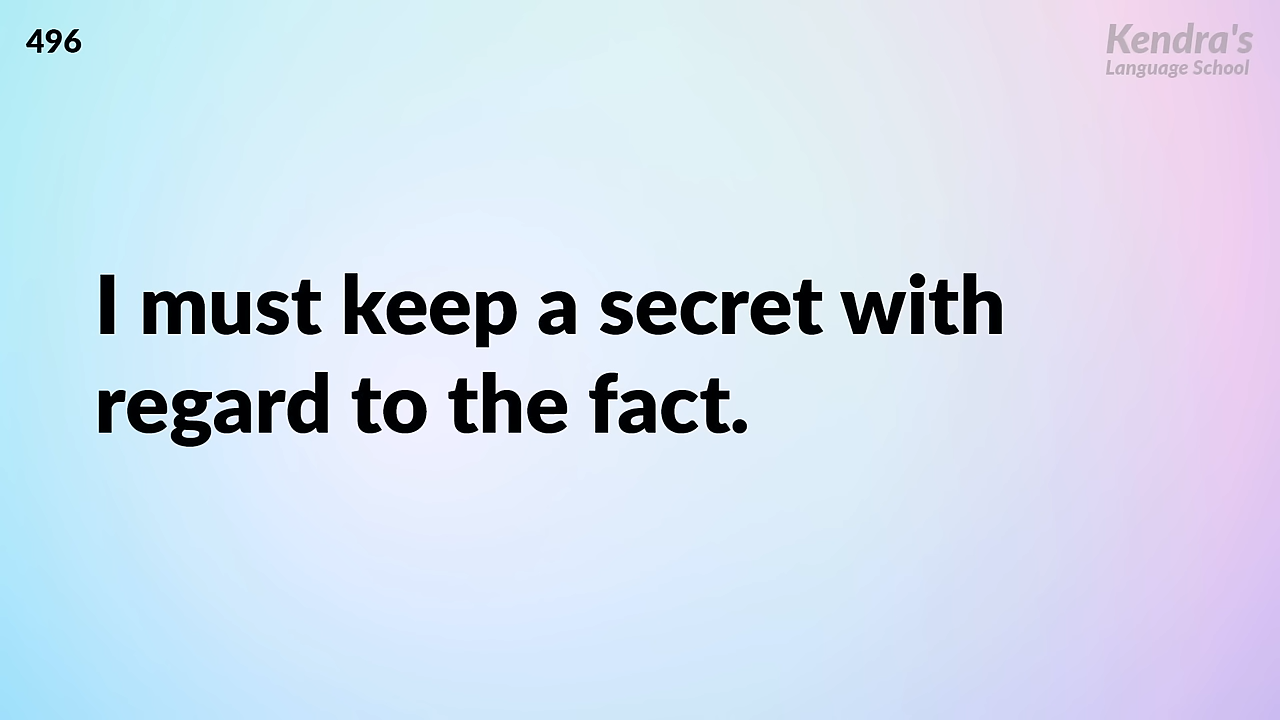 496
Kendra's
Language School
I must keep a secret with
regard to the fact.